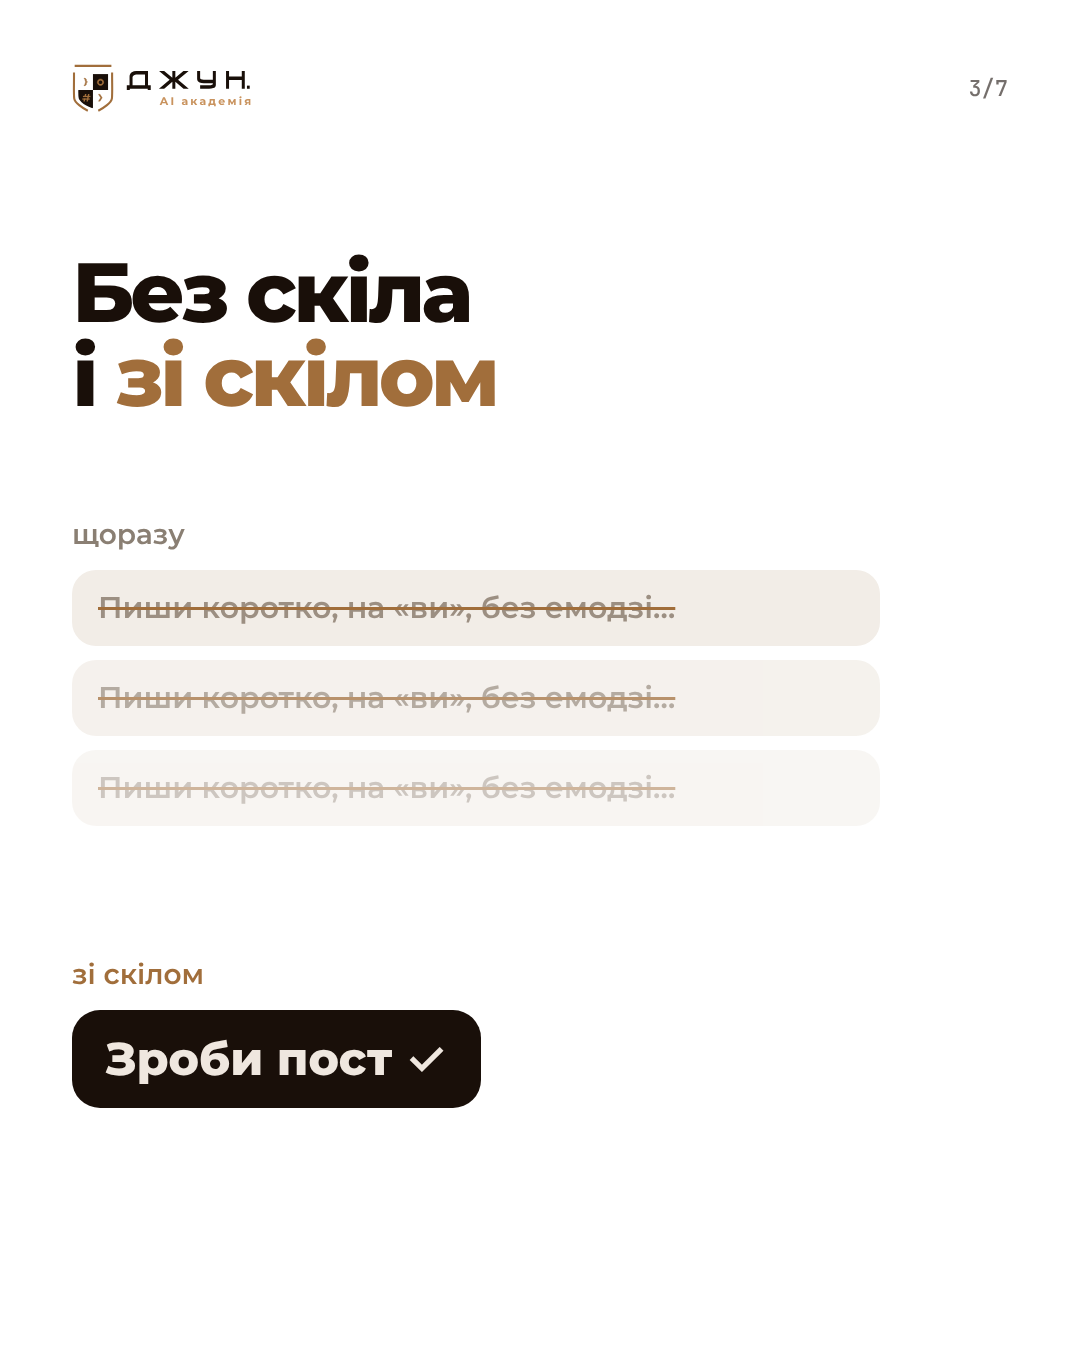 ДЖУН.
AI академія
3/7
Без скіла
і зі скілом
щоразу
Пиши коротко, на «ви», без емодзі...
Пиши коротко, на «ви», без емодзі...
Пиши коротко, на «ви», без емодзі...
зі скілом
Зроби пост ✓